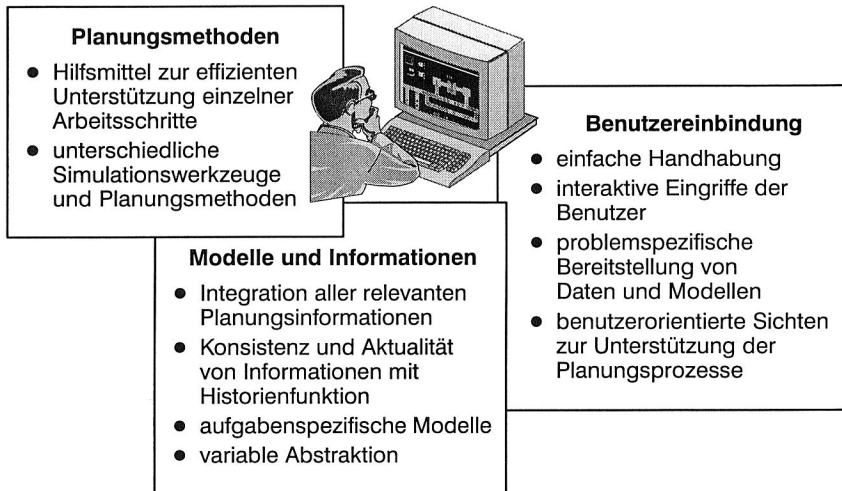 Planungsmethoden
● Hilfsmittel zur effizienten
Unterstützung einzelner
Arbeitsschritte
● unterschiedliche
Simulationswerkzeuge
und Planungsmethoden
Modelle und Informationen
● Integration aller relevanten
Planungsinformationen
● Konsistenz und Aktualität
von Informationen mit
Historienfunktion
● aufgabenspezifische Modelle
● variable Abstraktion
Benutzereinbindung
● einfache Handhabung
● interaktive Eingriffe der
Benutzer
● problemspezifische
Bereitstellung von
Daten und Modellen
● benutzerorientierte Sichten
zur Unterstützung der
Planungsprozesse